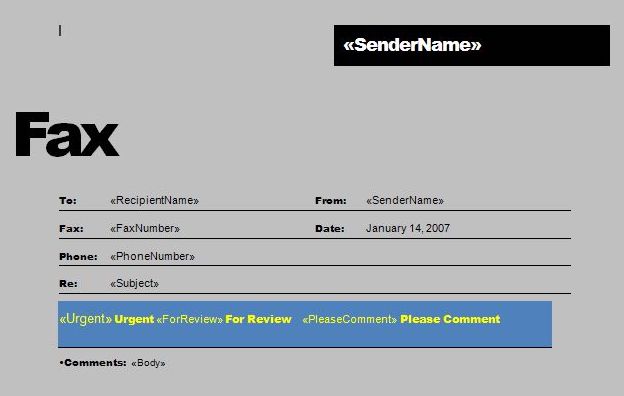 «SenderName»
Fax
To: «RecipientName» From: «SenderName»
Fax: «FaxNumber» Date: January 14, 2007
Phone: «PhoneNumber»
Re: «Subject»
«Urgent» Urgent «ForReview» For Review «PleaseComment» Please Comment
•Comments: «Body»